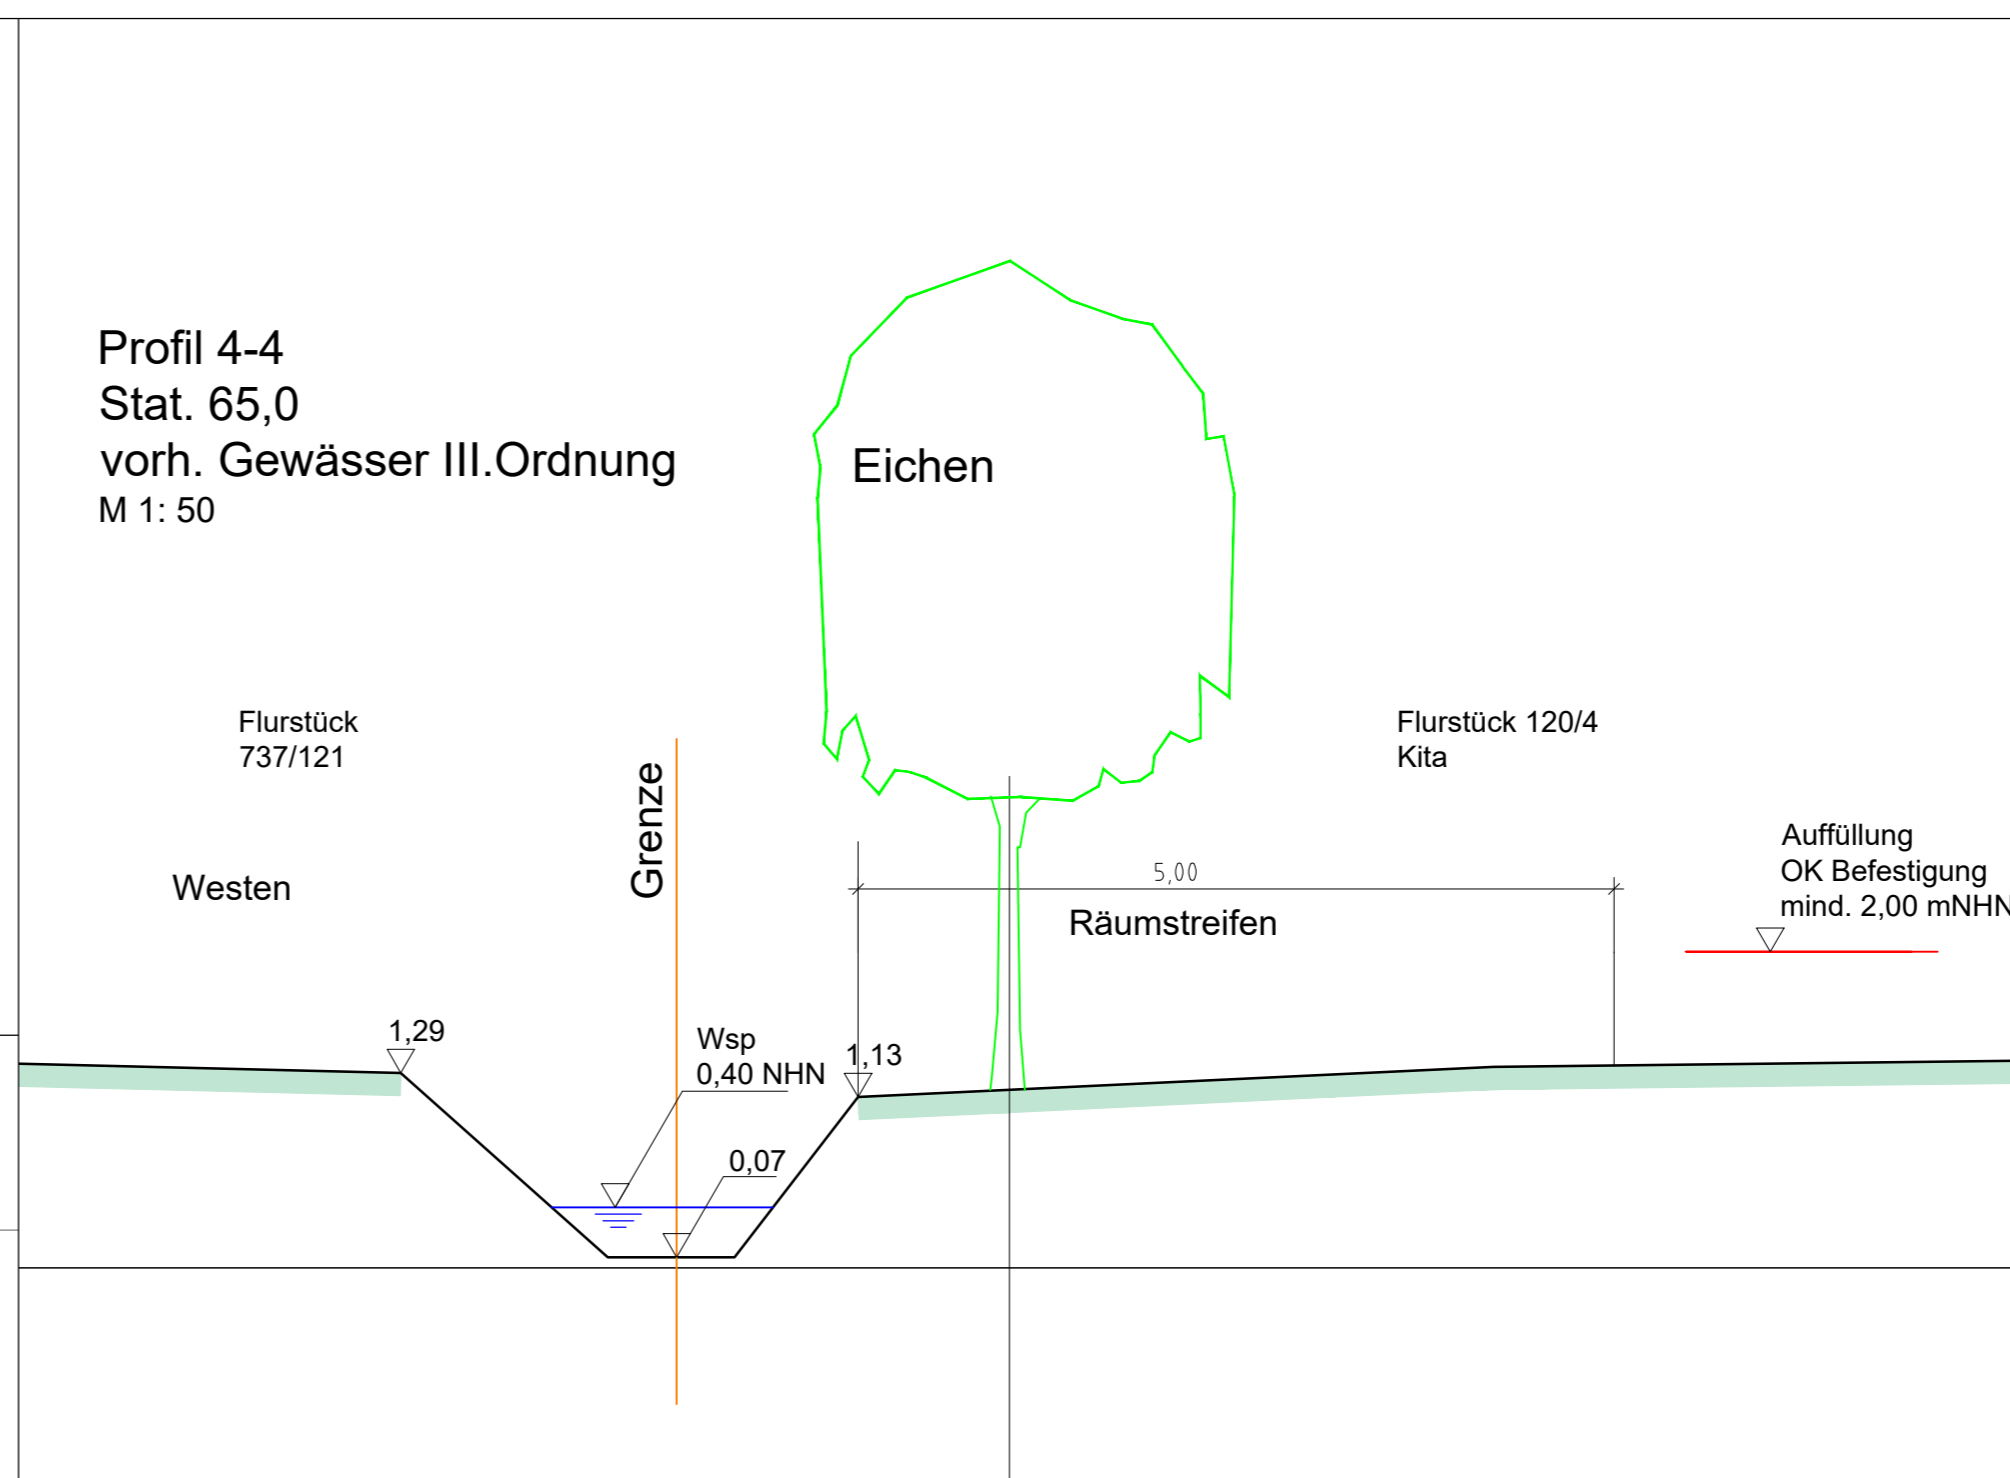 Profil 4-4
Stat. 65,0
vorh. Gewässer III.Ordnung
M 1: 50
Eichen
Flurstück
737/121
Flurstück 120/4
Kita
Grenze
Westen
5,00
Räumstreifen
Auffüllung
OK Befestigung
mind. 2,00 mNHN
1,29
Wsp
0,40 NHN
1,13
0,07